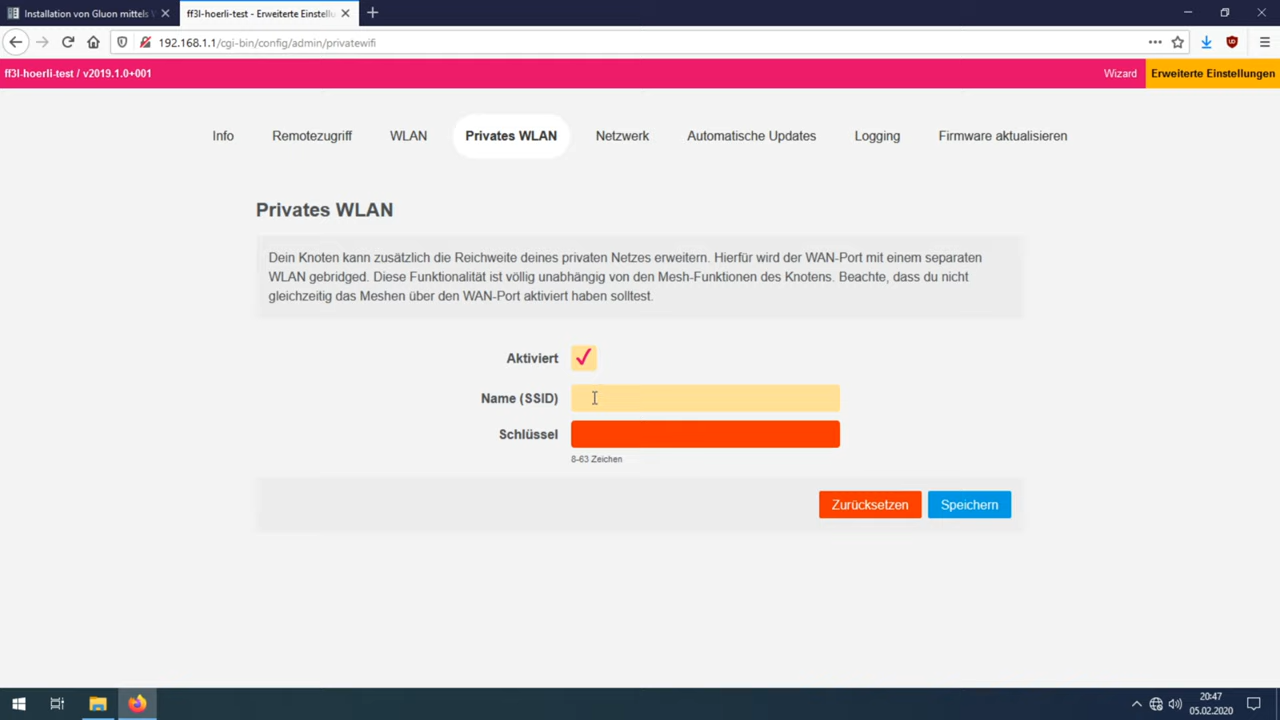 Installation von Gluon mittels W
ff3l-hoerli-test - Erweiterte Einstellu
192.168.1.1/cgi-bin/config/admin/privatewifi
ff3l-hoerli-test / v2019.1.0+001
Wizard
Erweiterte Einstellungen
Info
Remotezugriff
WLAN
Privates WLAN
Netzwerk
Automatische Updates
Logging
Firmware aktualisieren
Privates WLAN
Dein Knoten kann zusätzlich die Reichweite deines privaten Netzes erweitern. Hierfür wird der WAN-Port mit einem separaten
WLAN gebridged. Diese Funktionalität ist völlig unabhängig von den Mesh-Funktionen des Knotens. Beachte, dass du nicht
gleichzeitig das Meshen über den WAN-Port aktiviert haben solltest.
Aktiviert
Name (SSID)
Schlüssel
8-63 Zeichen
Zurücksetzen
Speichern
20:47
05.02.2020